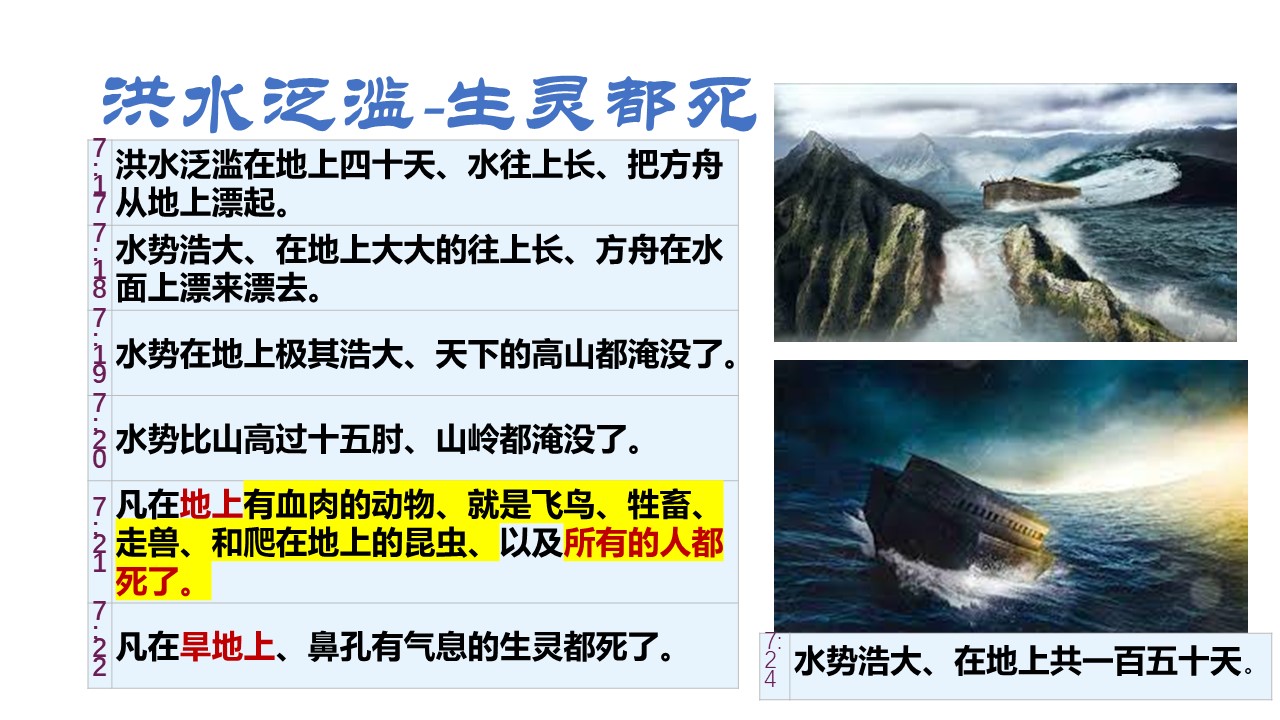 洪水泛滥-生灵都死
7:17
洪水泛滥在地上四十天、水往上长、把方舟
从地上漂起。
7:18
水势浩大、在地上大大的往上长、方舟在水
面上漂来漂去。
7:19
水势在地上极其浩大、天下的高山都淹没了。
7:20
水势比山高过十五肘、山岭都淹没了。
7:21
凡在地上有血肉的动物、就是飞鸟、牲畜、
走兽、和爬在地上的昆虫、以及所有的人都
死了。
7:22
凡在旱地上、鼻孔有气息的生灵都死了。
7:24
水势浩大、在地上共一百五十天。